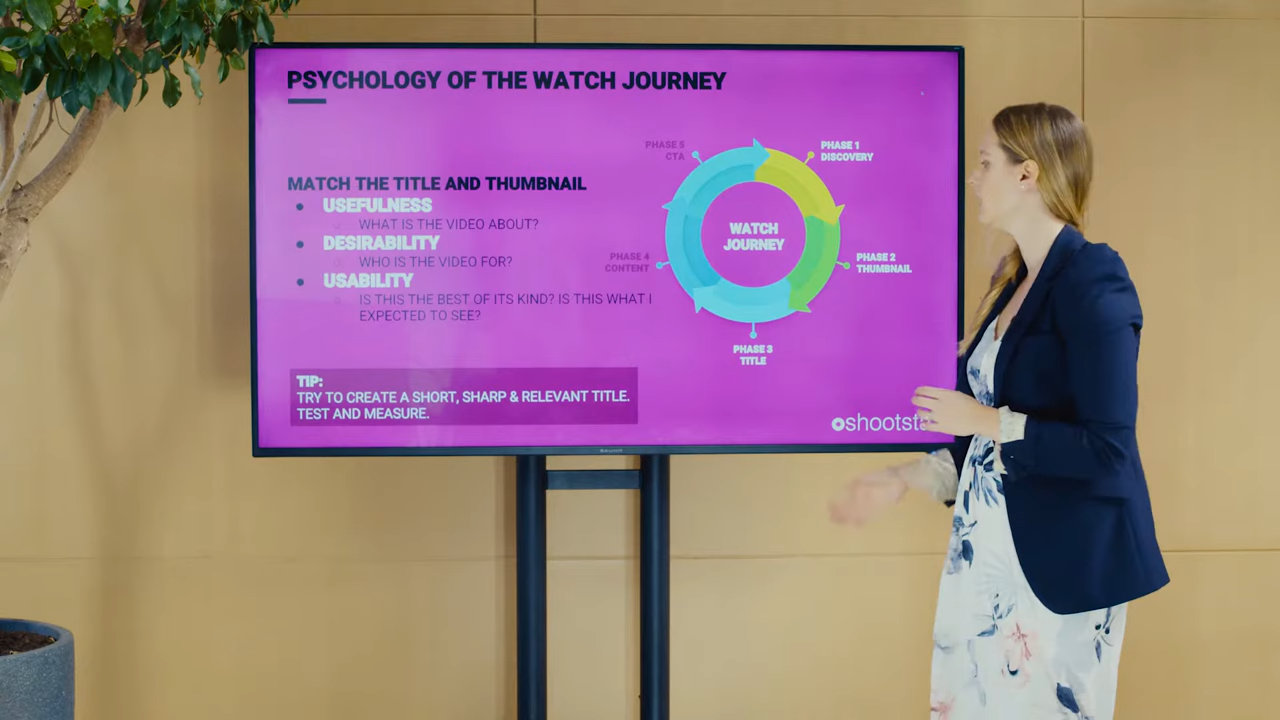 PSYCHOLOGY OF THE WATCH JOURNEY
MATCH THE TITLE AND THUMBNAIL
USEFULNESS
WHAT IS THE VIDEO ABOUT?
DESIRABILITY
WHO IS THE VIDEO FOR?
USABILITY
IS THIS THE BEST OF ITS KIND? IS THIS WHAT I
EXPECTED TO SEE?
TIP:
TRY TO CREATE A SHORT, SHARP & RELEVANT TITLE.
TEST AND MEASURE.
PHASE 1
DISCOVERY
PHASE 2
THUMBNAIL
PHASE 3
TITLE
PHASE 4
CONTENT
PHASE 5
CTA
WATCH
JOURNEY
shootsta